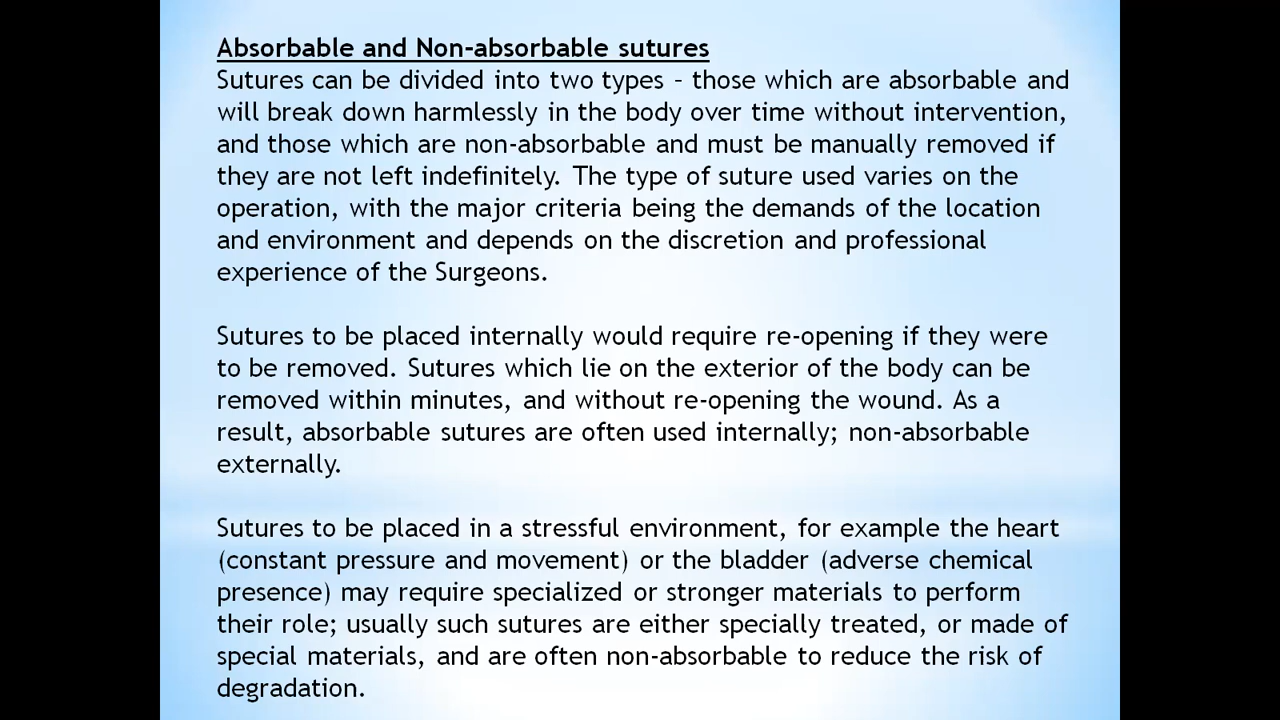 Absorbable and Non-absorbable sutures
Sutures can be divided into two types – those which are absorbable and
will break down harmlessly in the body over time without intervention,
and those which are non-absorbable and must be manually removed if
they are not left indefinitely. The type of suture used varies on the
operation, with the major criteria being the demands of the location
and environment and depends on the discretion and professional
experience of the Surgeons.
Sutures to be placed internally would require re-opening if they were
to be removed. Sutures which lie on the exterior of the body can be
removed within minutes, and without re-opening the wound. As a
result, absorbable sutures are often used internally; non-absorbable
externally.
Sutures to be placed in a stressful environment, for example the heart
(constant pressure and movement) or the bladder (adverse chemical
presence) may require specialized or stronger materials to perform
their role; usually such sutures are either specially treated, or made of
special materials, and are often non-absorbable to reduce the risk of
degradation.